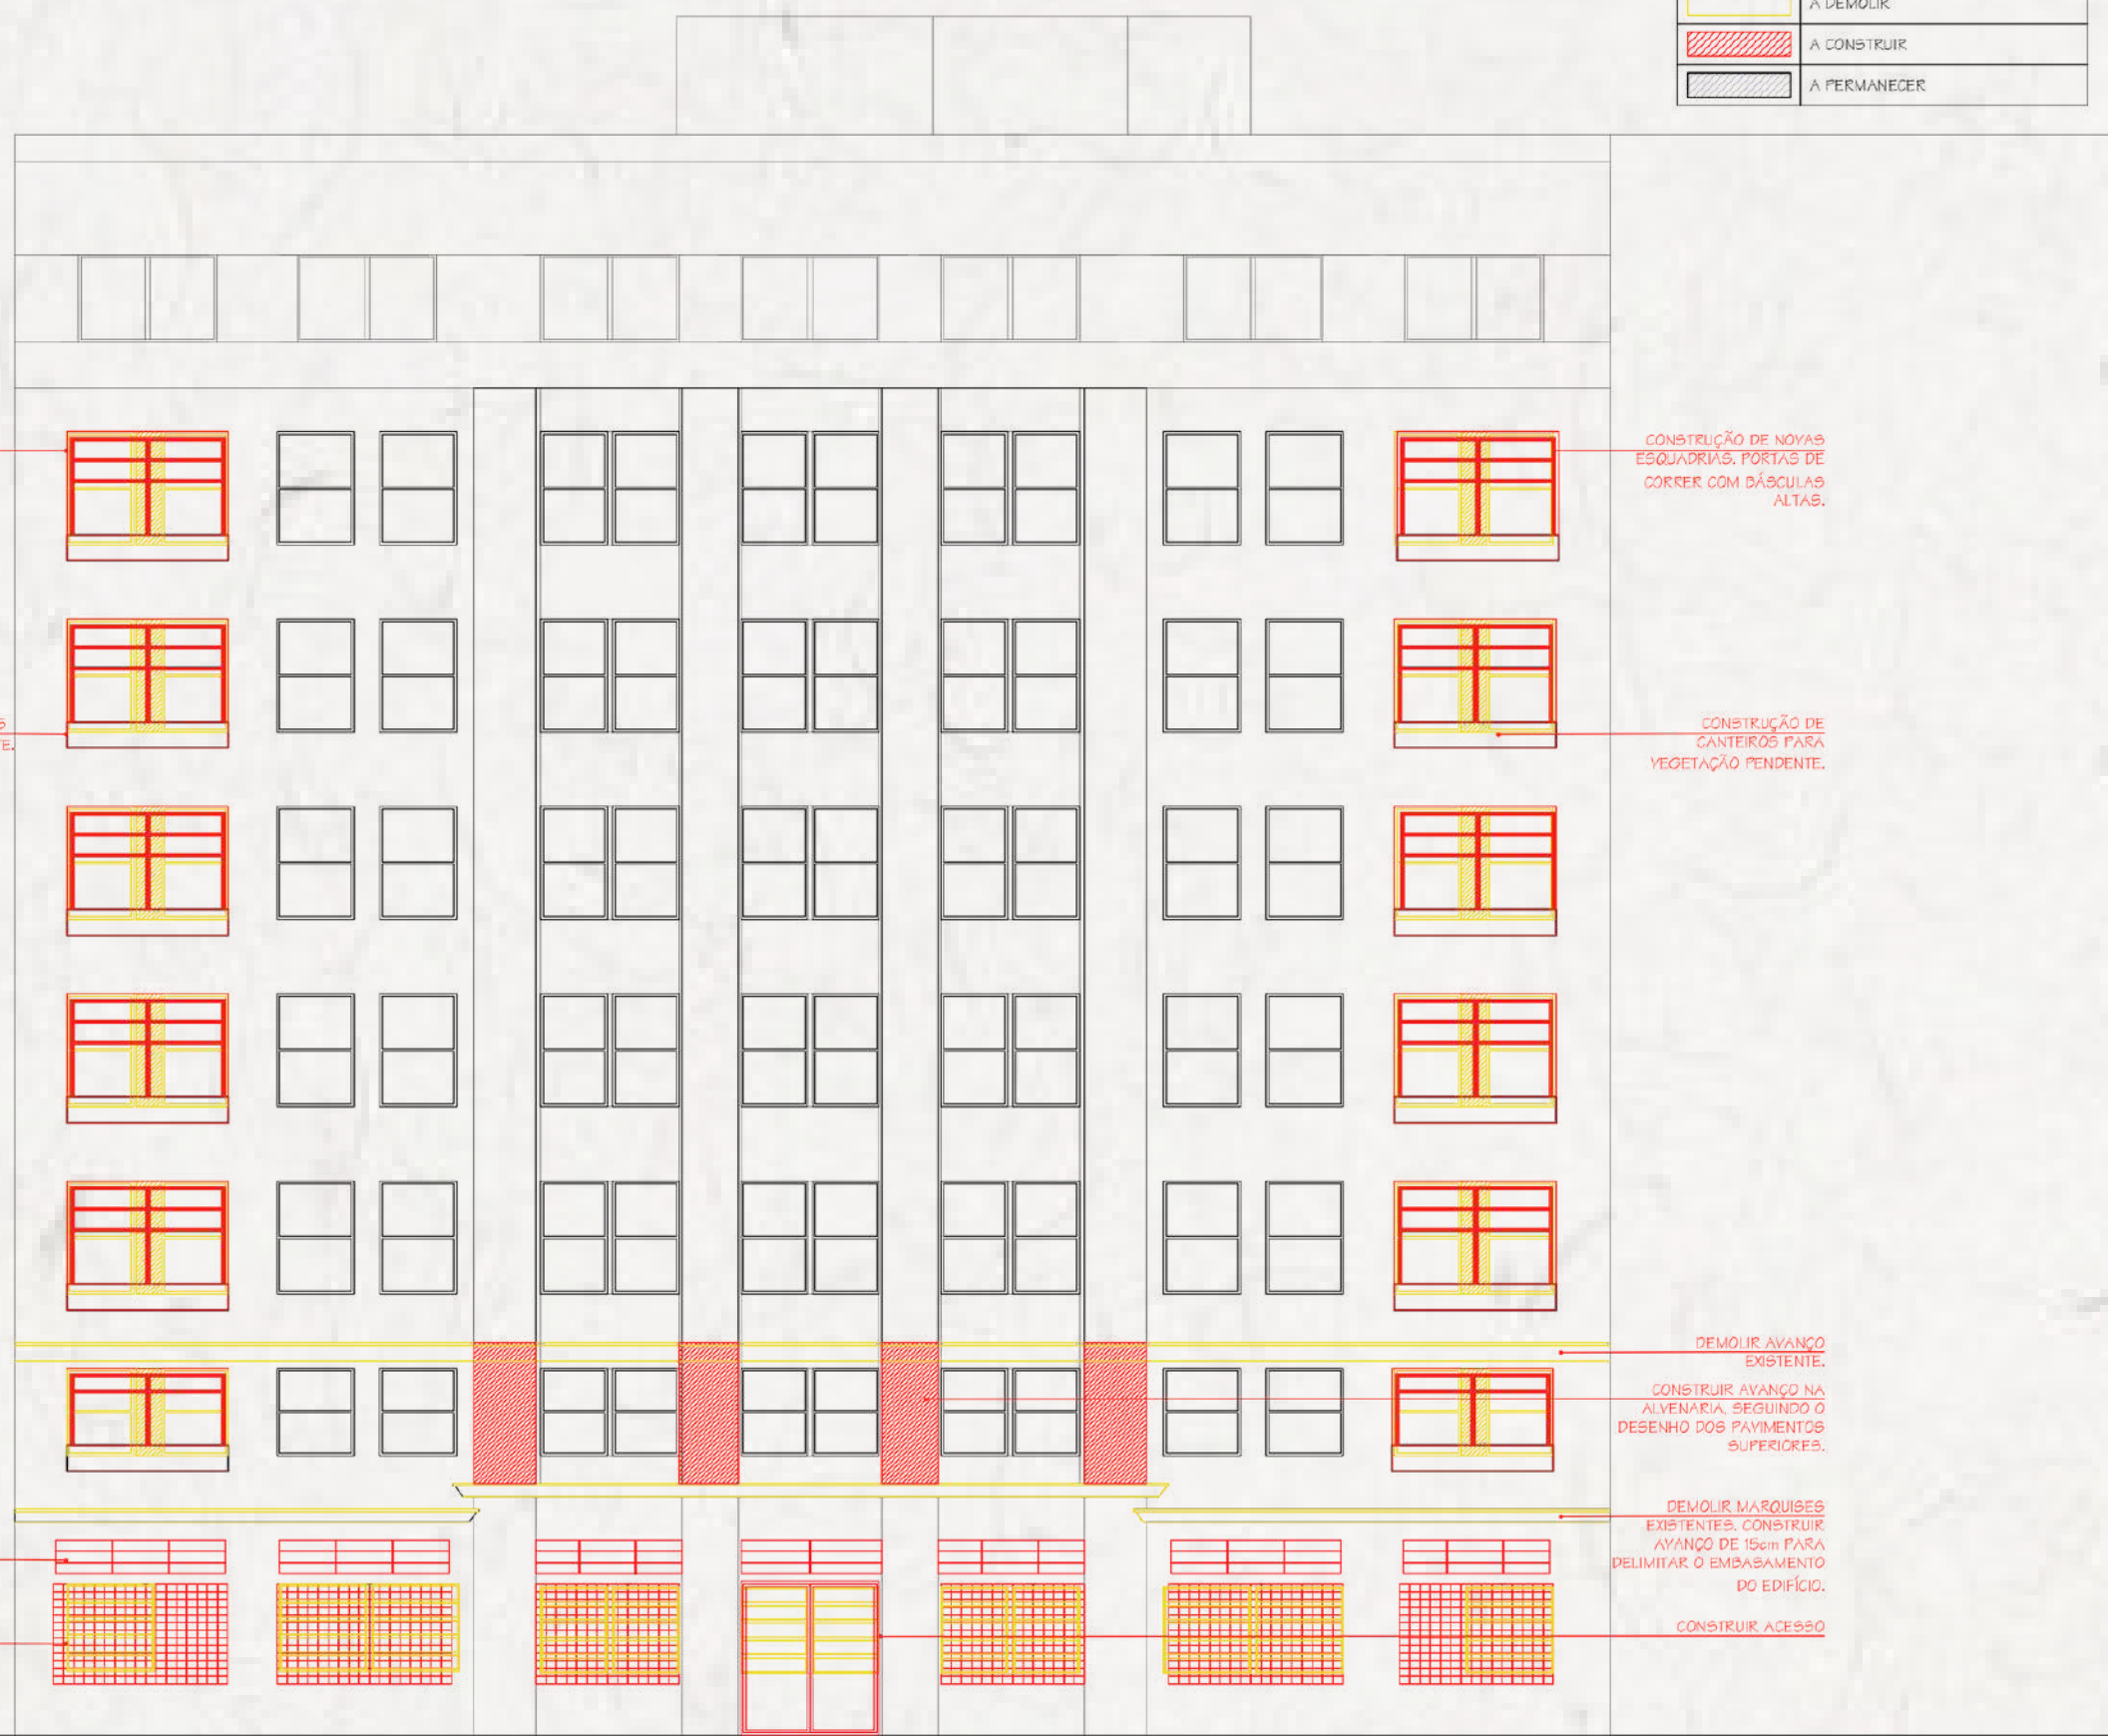 A DEMOLIR
A CONSTRUIR
A PERMANECER
CONSTRUÇÃO DE NOVAS
ESQUADRIAS. PORTAS DE
CORRER COM BÁSCULAS
ALTAS.
CONSTRUÇÃO DE
CANTEIROS PARA
VEGETAÇÃO PENDENTE.
DEMOLIR AVANÇO
EXISTENTE.
CONSTRUIR AVANÇO NA
ALVENARIA, SEGUINDO O
DESENHO DOS PAVIMENTOS
SUPERIORES.
DEMOLIR MARQUISES
EXISTENTES. CONSTRUIR
AVANÇO DE 15cm PARA
DELIMITAR O EMBASAMENTO
DO EDIFÍCIO.
CONSTRUIR ACESSO